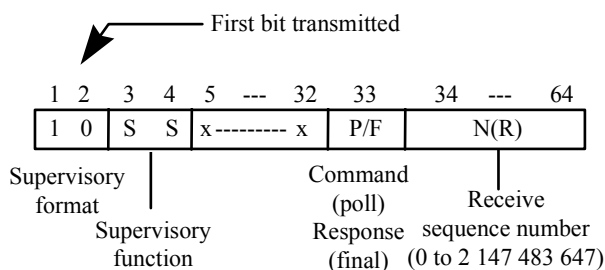 First bit transmitted
1 2 3 4 5 --- 32 33 34 --- 64
1 0 S S x --------- x P/F N(R)
Supervisory
format
Supervisory
function
Command
(poll)
Response
(final)
Receive
sequence number
(0 to 2 147 483 647)